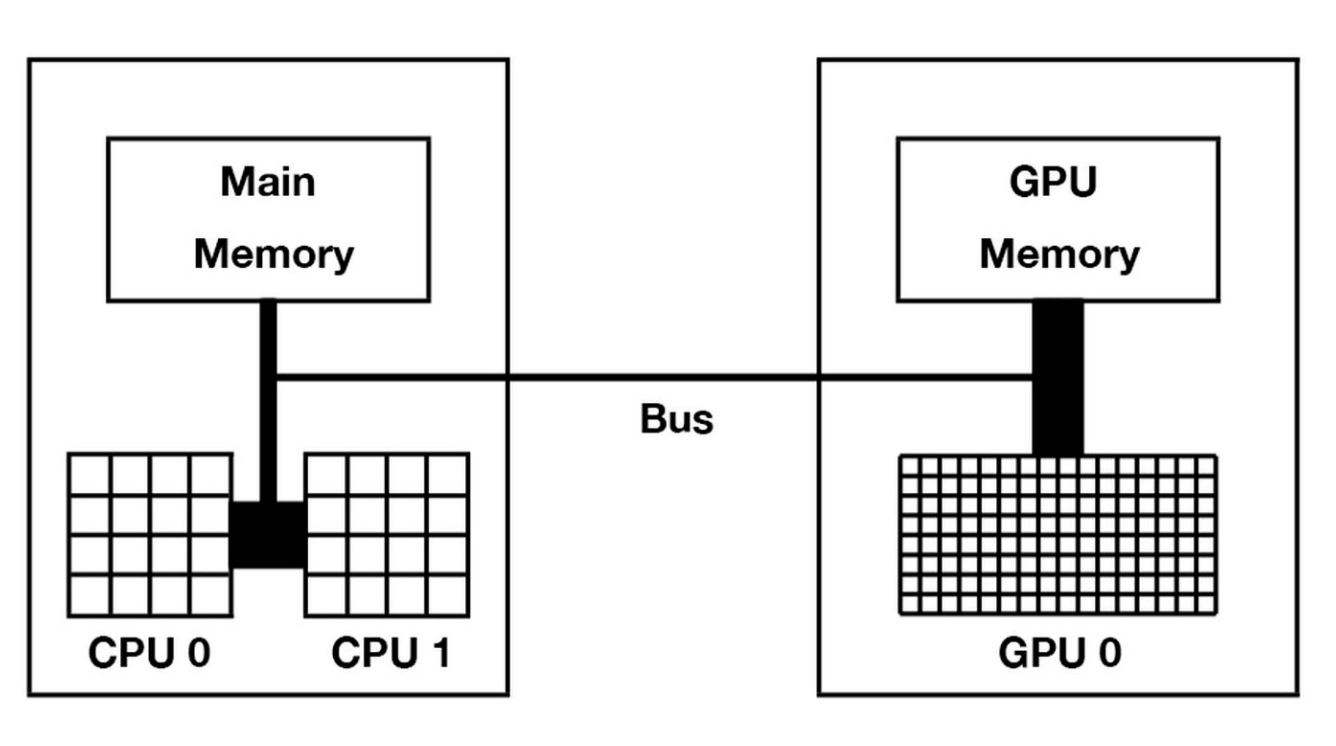 Main
Memory
GPU
Memory
Bus
CPU 0
CPU 1
GPU 0